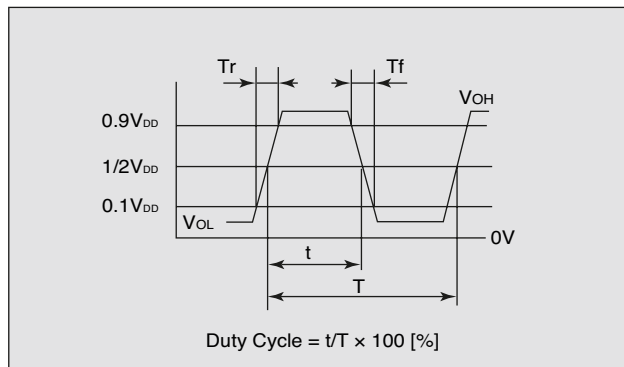 Tr Tf
VOH
0.9VDD
1/2VDD
0.1VDD
VOL
0V
t
T
Duty Cycle = t/T × 100 [%]